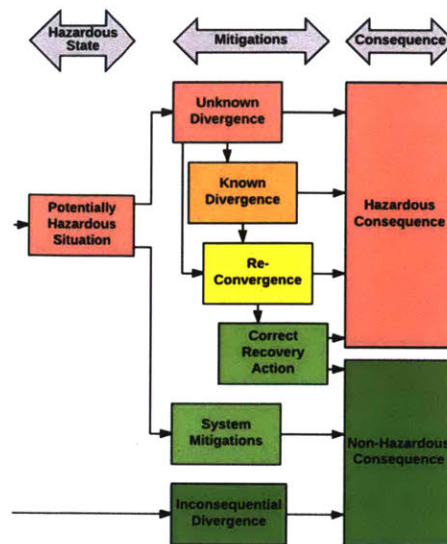 Hazardous
State
Mitigations
Consequence
Unknown
Divergence
Known
Divergence
Potentially
Hazardous
Situation
Hazardous
Consequence
Re-
Convergence
Correct
Recovery
Action
System
Mitigations
Non-Hazardous
Consequence
Inconsequential
Divergence